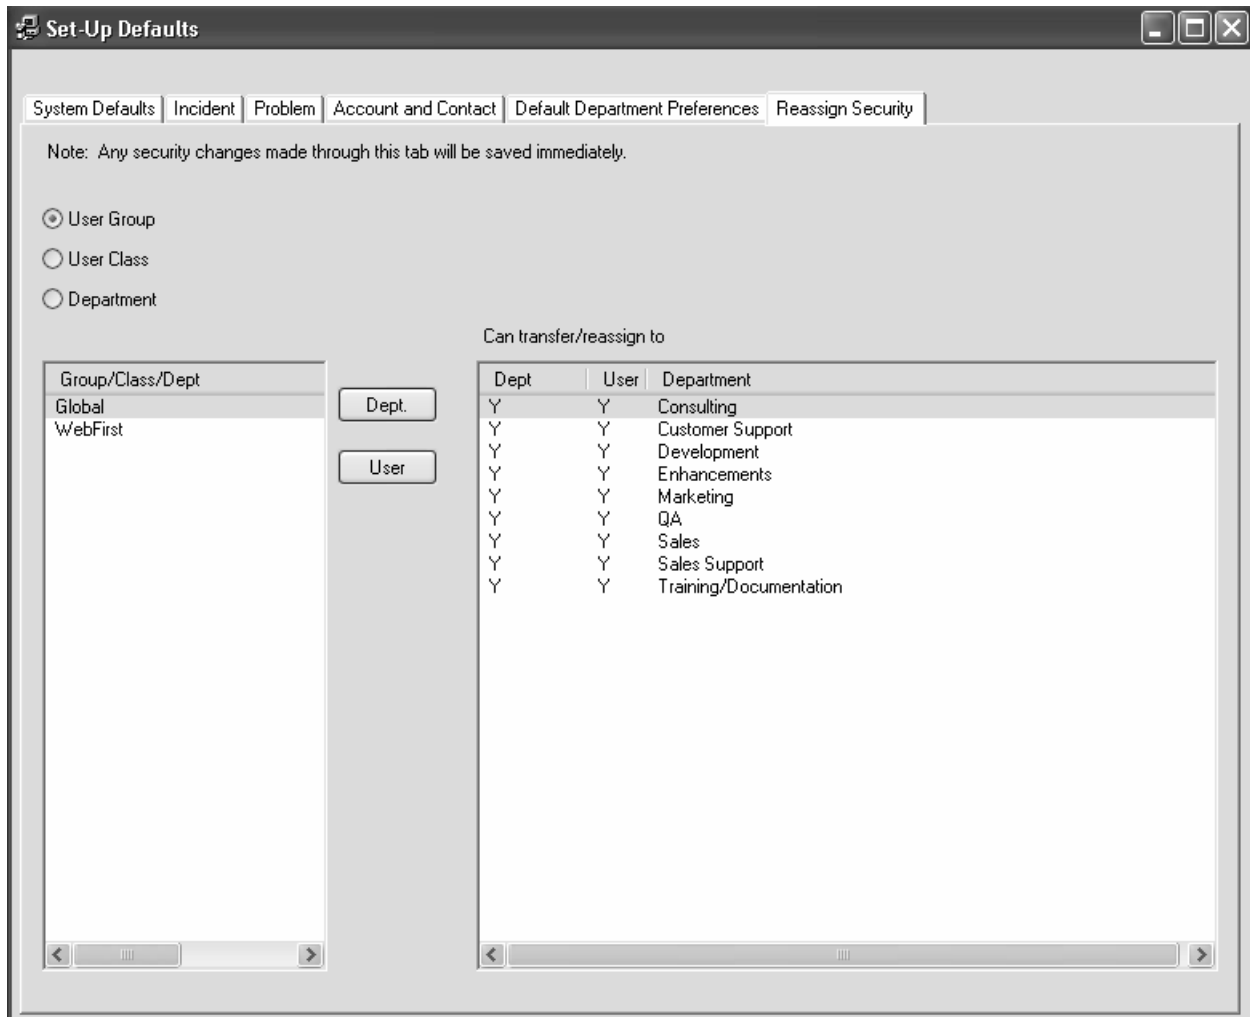 Set-Up Defaults
System Defaults Incident Problem Account and Contact Default Department Preferences Reassign Security
Note: Any security changes made through this tab will be saved immediately.
User Group
User Class
Department
Can transfer/reassign to
Group/Class/Dept
Global
WebFirst
Dept.
User
Dept User Department
Y Y Consulting
Y Y Customer Support
Y Y Development
Y Y Enhancements
Y Y Marketing
Y Y QA
Y Y Sales
Y Y Sales Support
Y Y Training/Documentation